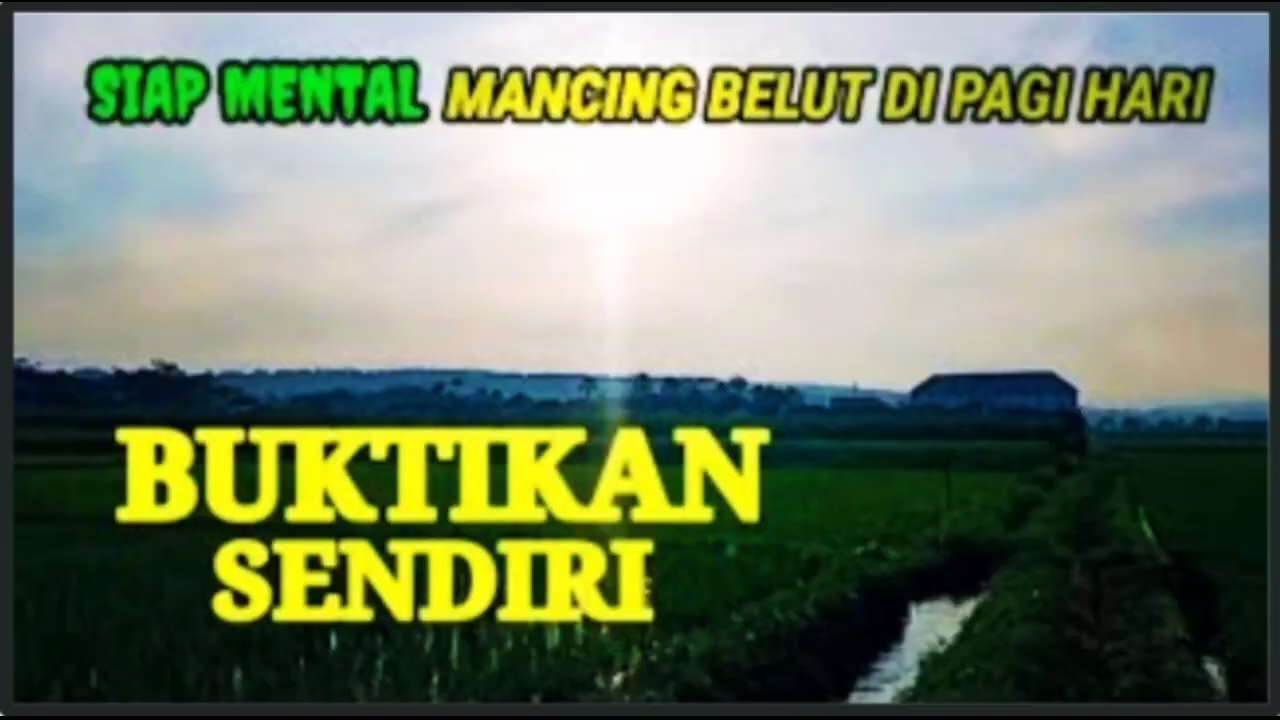 SIAP MENTAL MANCING BELUT DI PAGI HARI
BUKTIKAN
SENDIRI